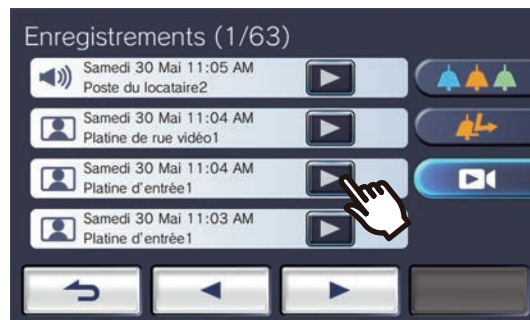 Enregistrements (1/63)
Samedi 30 Mai 11:05 AM
Poste du locataire2
Samedi 30 Mai 11:04 AM
Platine de rue vidéo1
Samedi 30 Mai 11:04 AM
Platine d'entrée1
Samedi 30 Mai 11:03 AM
Platine d'entrée1